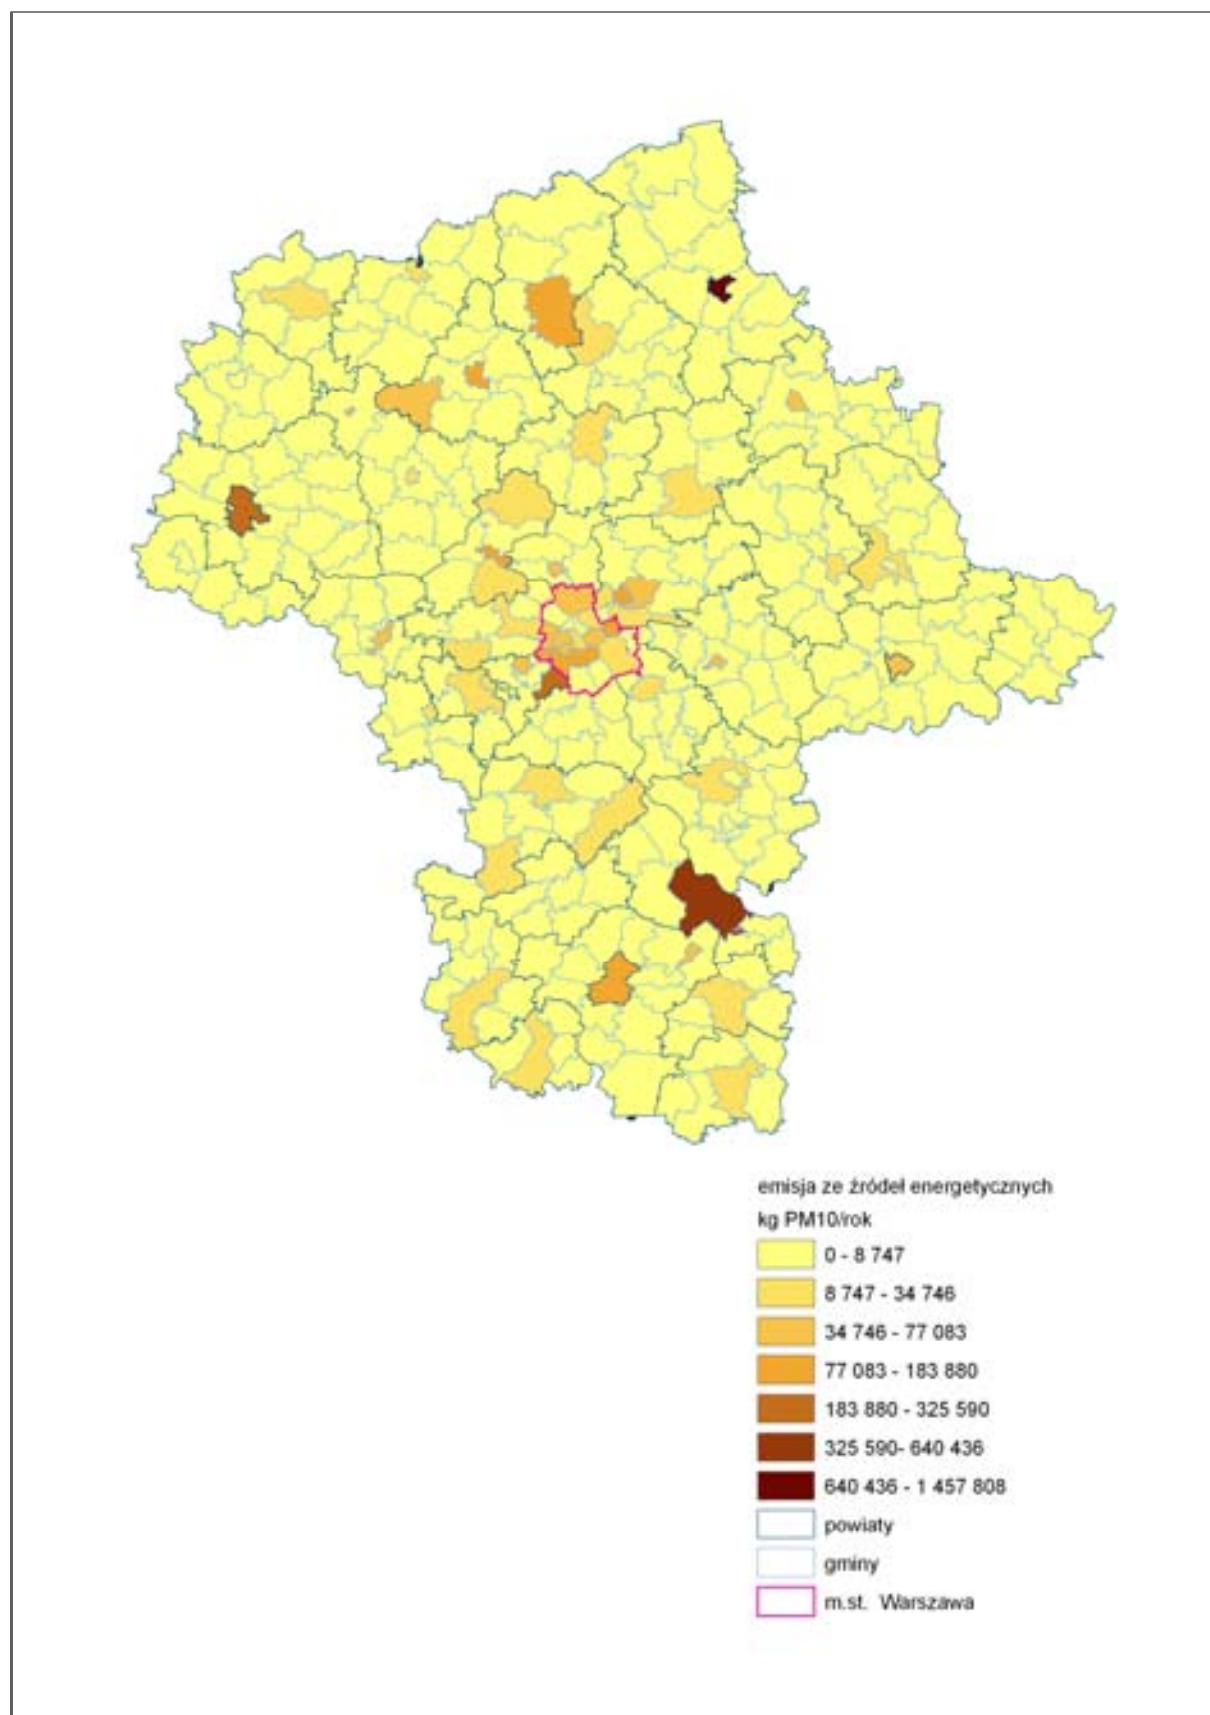 emisja ze źródeł energetycznych
kg PM10/rok
0 - 8 747
8 747 - 34 746
34 746 - 77 083
77 083 - 183 880
183 880 - 325 590
325 590- 640 436
640 436 - 1 457 808
powiaty
gminy
m.st. Warszawa